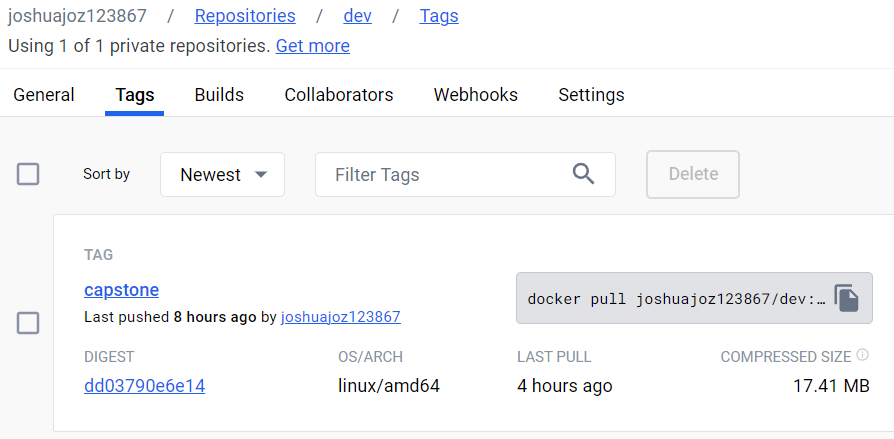 joshuajoz123867 / Repositories / dev / Tags
Using 1 of 1 private repositories. Get more
General Tags Builds Collaborators Webhooks Settings
Sort by Newest Filter Tags Delete
TAG
capstone
docker pull joshuajoz123867/dev:…
Last pushed 8 hours ago by joshuajoz123867
DIGEST OS/ARCH LAST PULL COMPRESSED SIZE
dd03790e6e14 linux/amd64 4 hours ago 17.41 MB